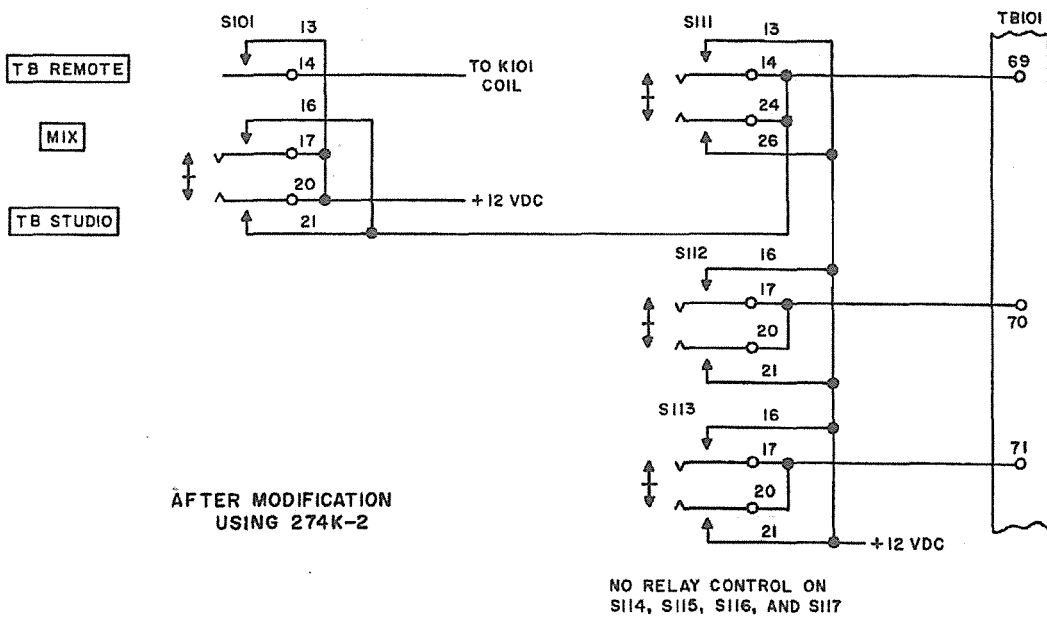 S101
13
TB REMOTE
14
TO K101
COIL
16
MIX
17
20
+12 VDC
TB STUDIO
21
S111
13
14
24
26
TB101
69
S112
16
17
20
21
70
S113
16
17
20
21
71
+12 VDC
AFTER MODIFICATION
USING 274K-2
NO RELAY CONTROL ON
S114, S115, S116, AND S117